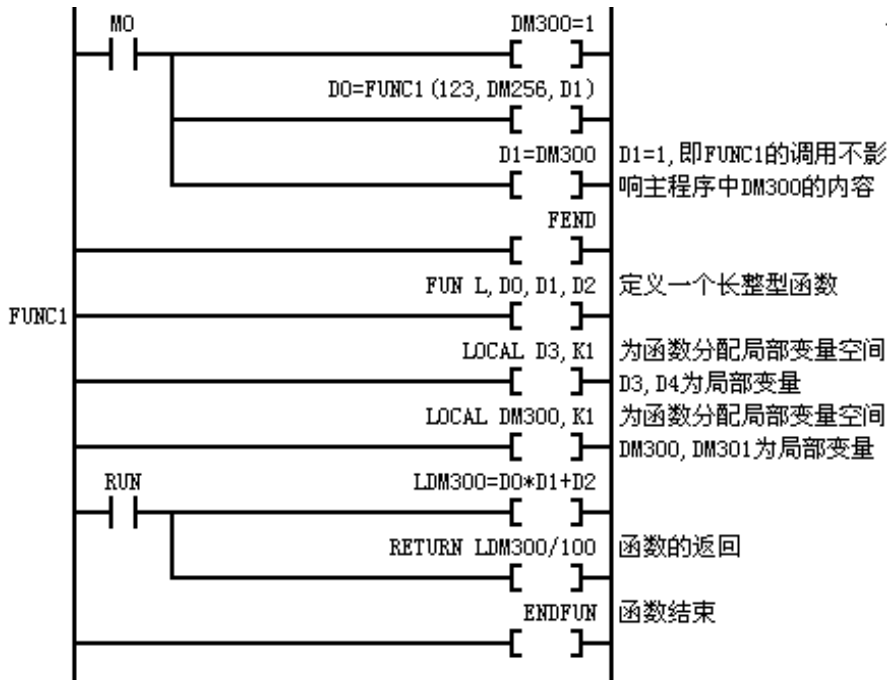 M0
DM300=1
D0=FUNC1(123,DM256,D1)
D1=DM300
D1=1,即FUNC1的调用不影
响主程序中DM300的内容
FEND
FUN L,D0,D1,D2
定义一个长整型函数
FUNC1
LOCAL D3,K1
为函数分配局部变量空间
D3,D4为局部变量
LOCAL DM300,K1
为函数分配局部变量空间
DM300,DM301为局部变量
RUN
LDM300=D0*D1+D2
RETURN LDM300/100
函数的返回
ENDFUN
函数结束